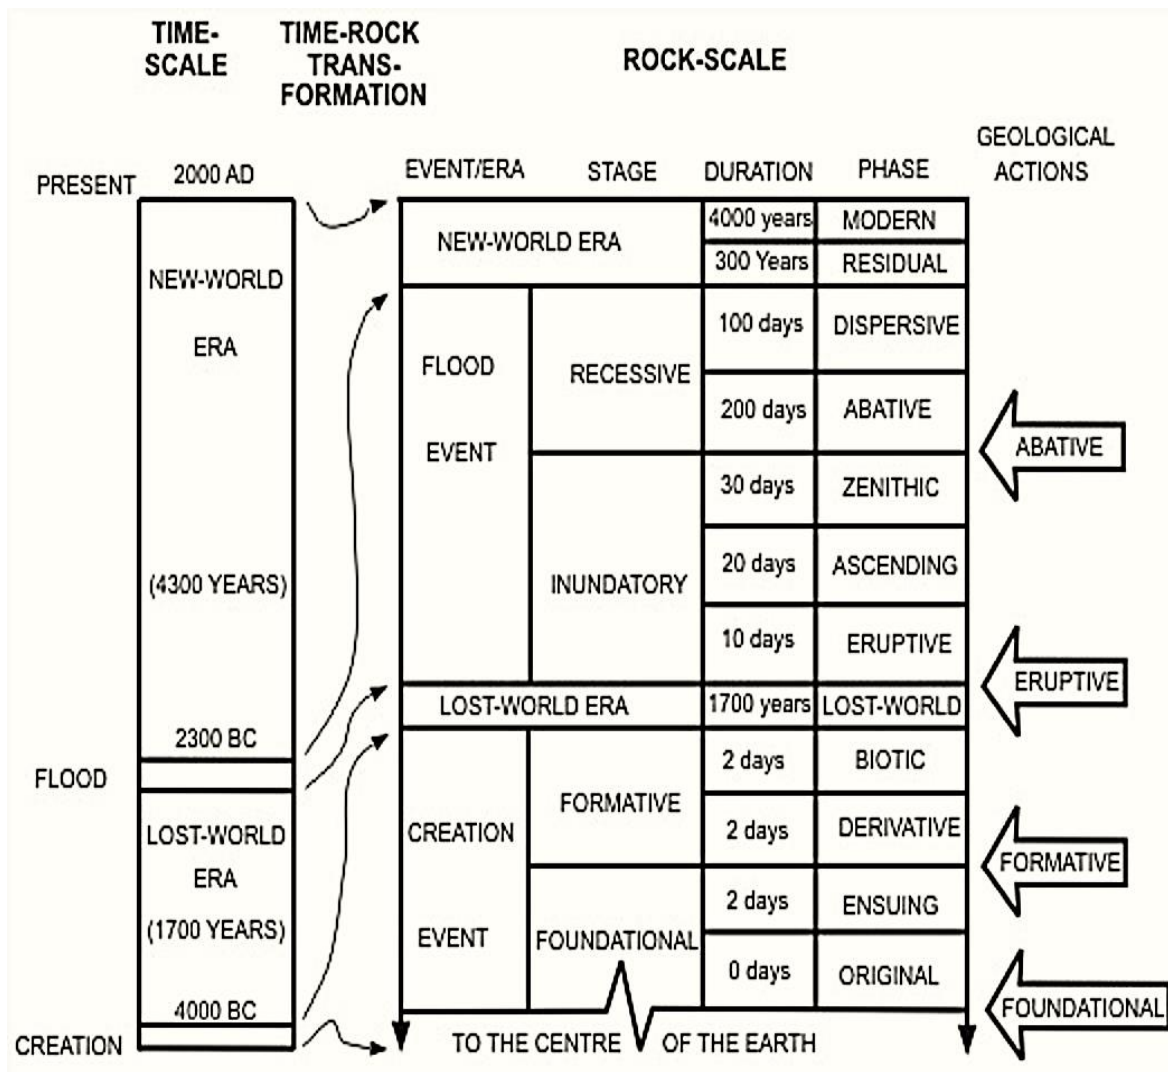 TIME-
SCALE
TIME-ROCK
TRANS-
FORMATION
ROCK-SCALE
GEOLOGICAL
ACTIONS
PRESENT
2000 AD
EVENT/ERA
STAGE
DURATION
PHASE
NEW-WORLD
ERA
(4300 YEARS)
2300 BC
FLOOD
LOST-WORLD
ERA
(1700 YEARS)
4000 BC
CREATION
NEW-WORLD ERA
4000 years
MODERN
300 Years
RESIDUAL
FLOOD
EVENT
RECESSIVE
100 days
DISPERSIVE
200 days
ABATIVE
INUNDATORY
30 days
ZENITHIC
20 days
ASCENDING
10 days
ERUPTIVE
LOST-WORLD ERA
1700 years
LOST-WORLD
CREATION
EVENT
FORMATIVE
2 days
BIOTIC
2 days
DERIVATIVE
FOUNDATIONAL
2 days
ENSUING
0 days
ORIGINAL
TO THE CENTRE OF THE EARTH
ABATIVE
ERUPTIVE
FORMATIVE
FOUNDATIONAL